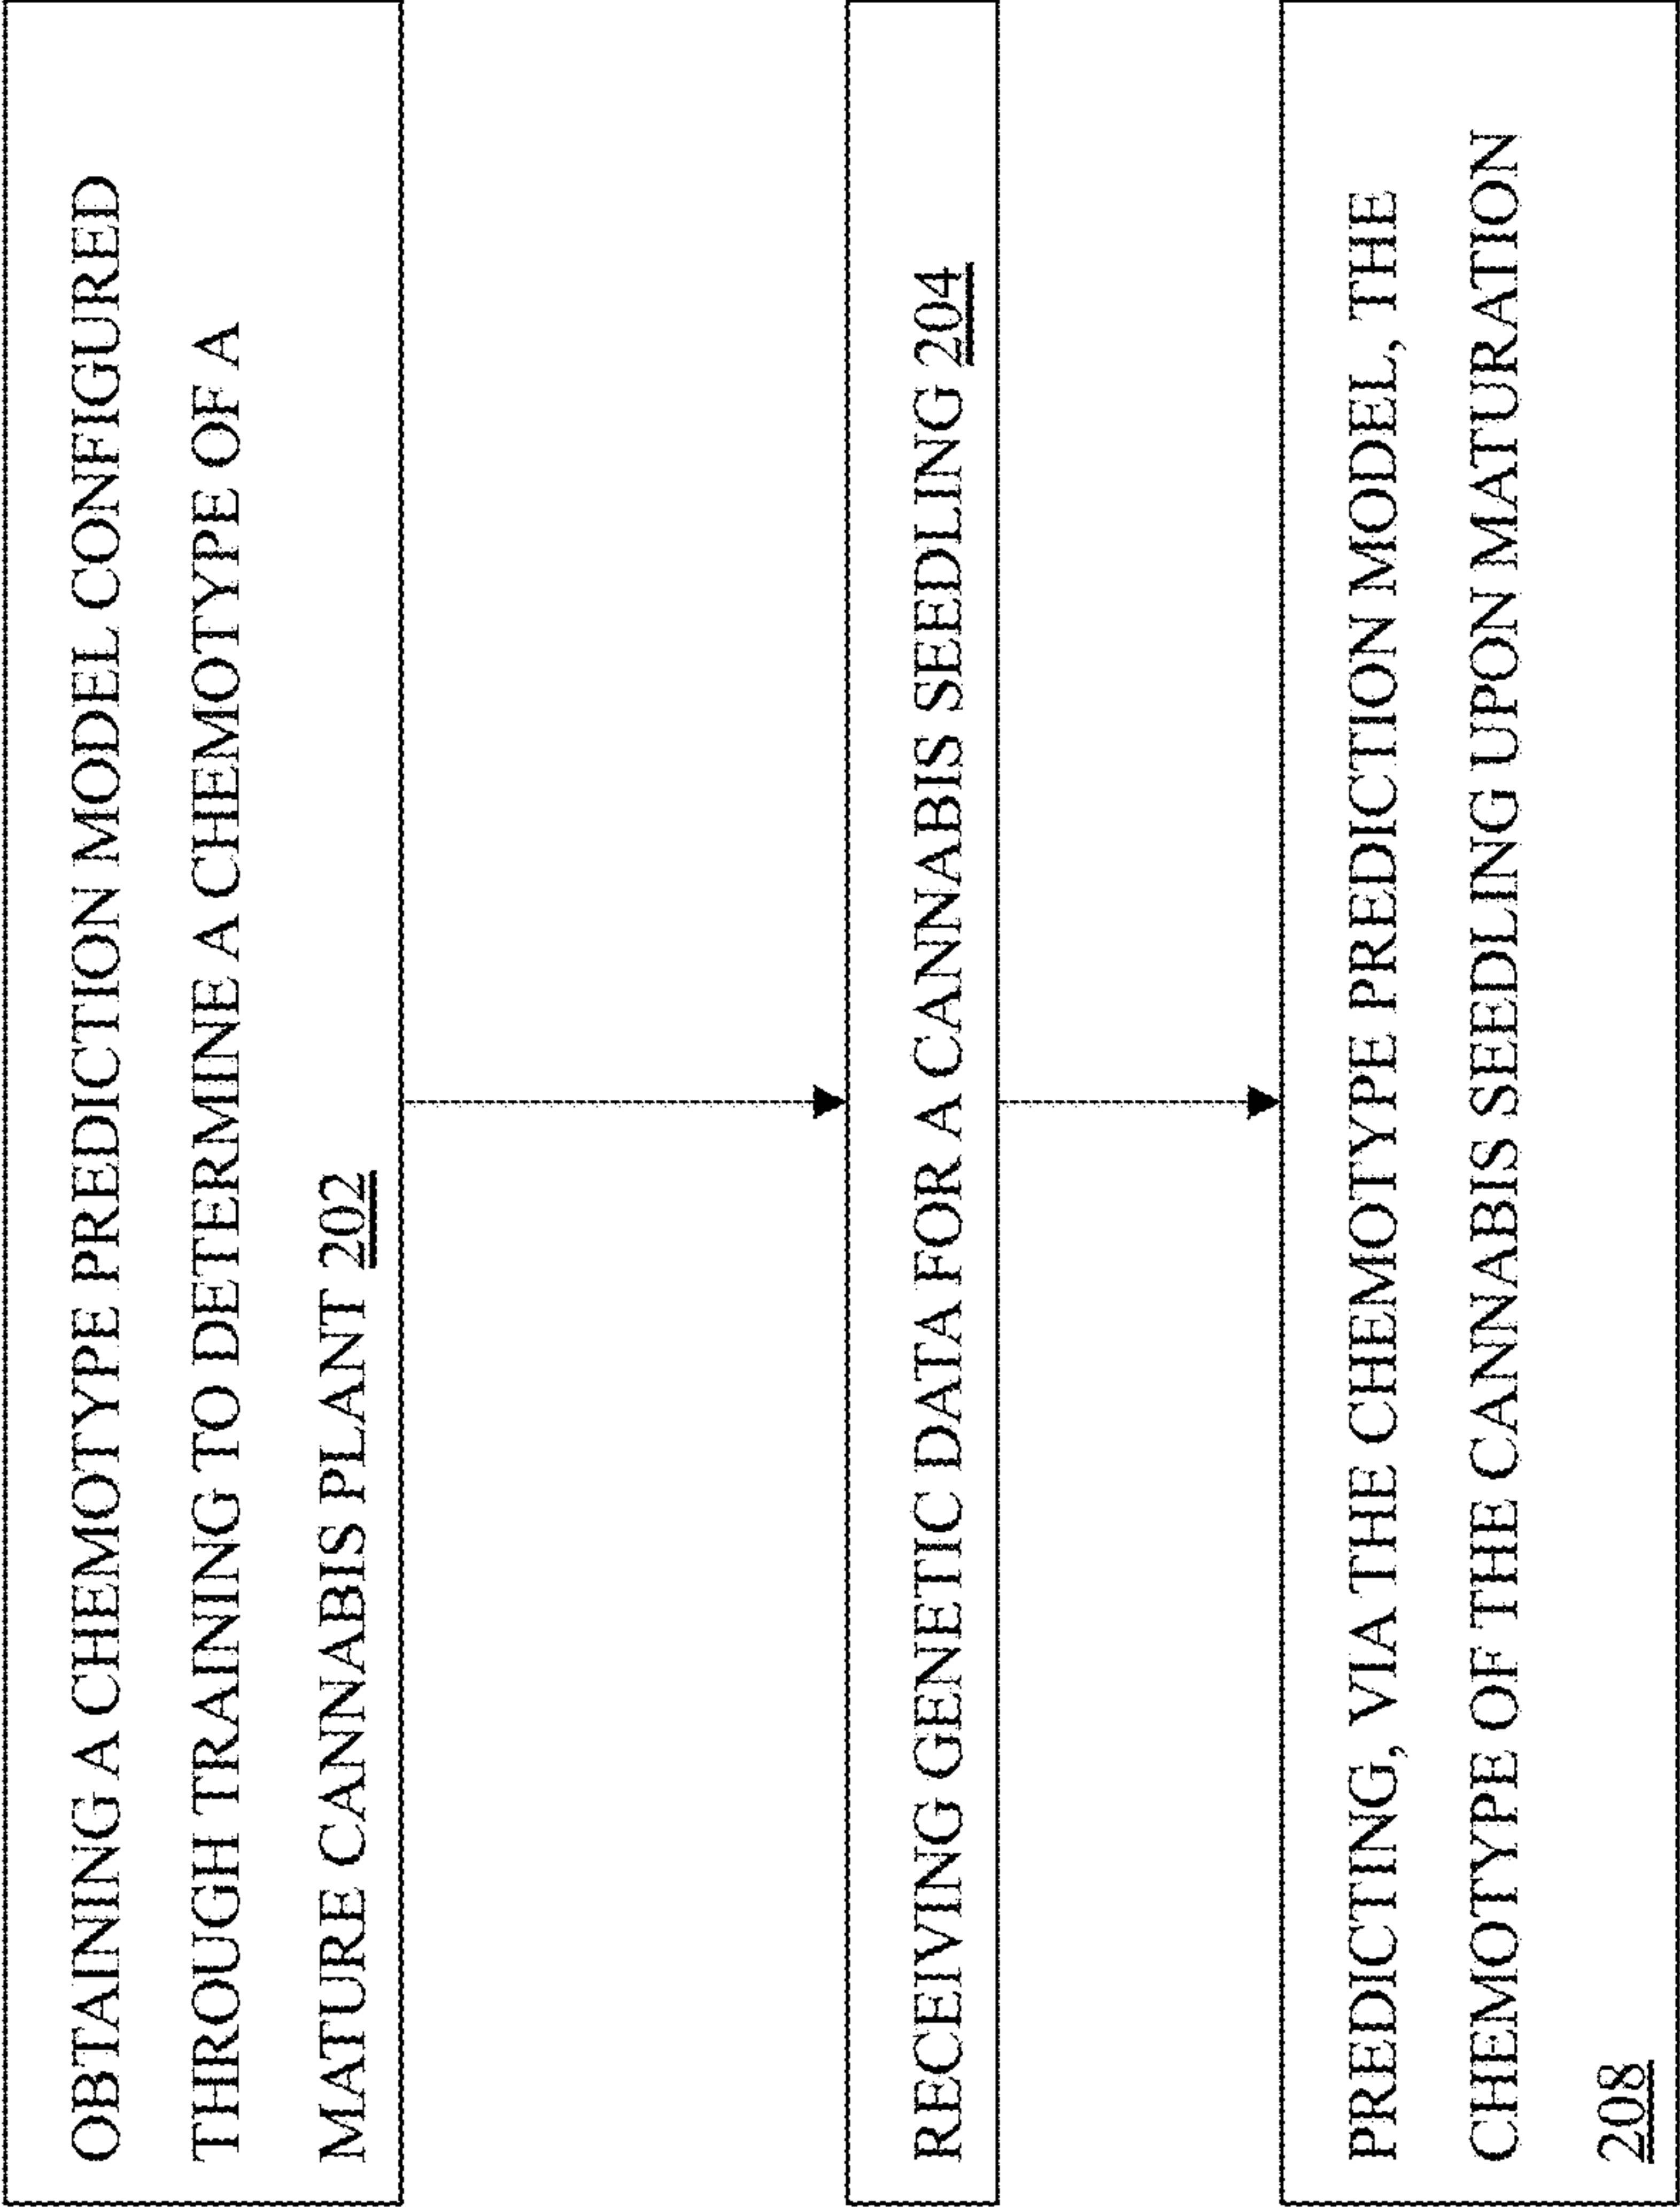 OBTAINING A CHEMOTYPE PREDICTION MODEL CONFIGURED
THROUGH TRAINING TO DETERMINE A CHEMOTYPE OF A
MATURE CANNABIS PLANT 202
RECEIVING GENETIC DATA FOR A CANNABIS SEEDLING 204
PREDICTING, VIA THE CHEMOTYPE PREDICTION MODEL, THE
CHEMOTYPE OF THE CANNABIS SEEDLING UPON MATURATION
208